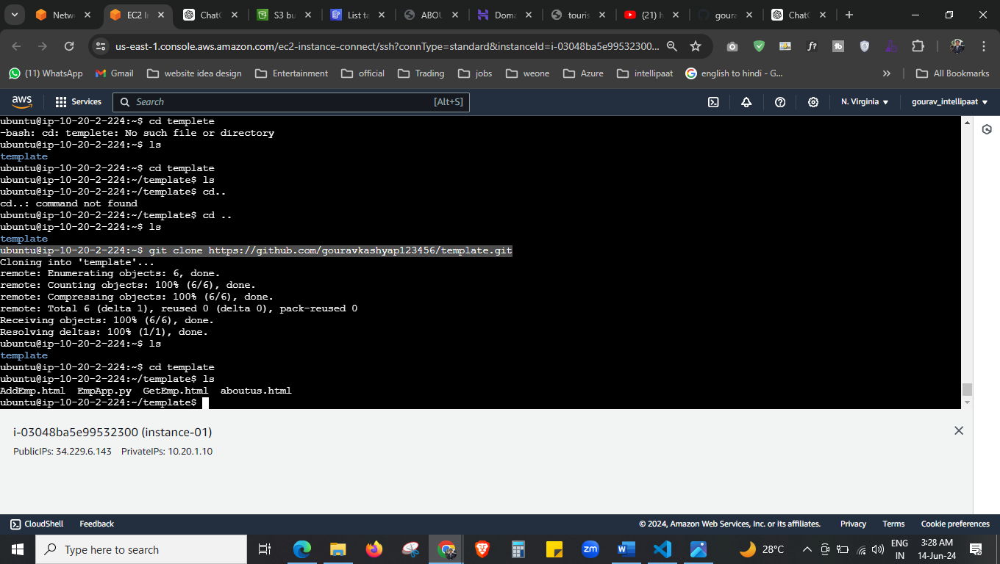 Netwo
EC2 In
ChatG
S3 bu
List ta
ABOU
Doma
touris
(21) h
goura
ChatG
us-east-1.console.aws.amazon.com/ec2-instance-connect/ssh?connType=standard&instanceId=i-03048ba5e99532300...
(11) WhatsApp
Gmail
website idea design
Entertainment
official
Trading
jobs
weone
Azure
intellipaat
english to hindi - G...
All Bookmarks
aws
Services
Search
[Alt+S]
N. Virginia
gourav_intellipaat
ubuntu@ip-10-20-2-224:~$ cd templete
-bash: cd: templete: No such file or directory
ubuntu@ip-10-20-2-224:~$ ls
template
ubuntu@ip-10-20-2-224:~$ cd template
ubuntu@ip-10-20-2-224:~/template$ ls
ubuntu@ip-10-20-2-224:~/template$ cd..
cd..: command not found
ubuntu@ip-10-20-2-224:~/template$ cd ..
ubuntu@ip-10-20-2-224:~$ ls
template
ubuntu@ip-10-20-2-224:~$ git clone https://github.com/gouravkashyap123456/template.git
Cloning into 'template'...
remote: Enumerating objects: 6, done.
remote: Counting objects: 100% (6/6), done.
remote: Compressing objects: 100% (6/6), done.
remote: Total 6 (delta 1), reused 0 (delta 0), pack-reused 0
Receiving objects: 100% (6/6), done.
Resolving deltas: 100% (1/1), done.
ubuntu@ip-10-20-2-224:~$ ls
template
ubuntu@ip-10-20-2-224:~$ cd template
ubuntu@ip-10-20-2-224:~/template$ ls
AddEmp.html  EmpApp.py  GetEmp.html  aboutus.html
ubuntu@ip-10-20-2-224:~/template$
i-03048ba5e99532300 (instance-01)
PublicIPs: 34.229.6.143    PrivateIPs: 10.20.1.10
CloudShell
Feedback
© 2024, Amazon Web Services, Inc. or its affiliates.
Privacy
Terms
Cookie preferences
Type here to search
zm
28°C
ENG
IN
3:28 AM
14-Jun-24